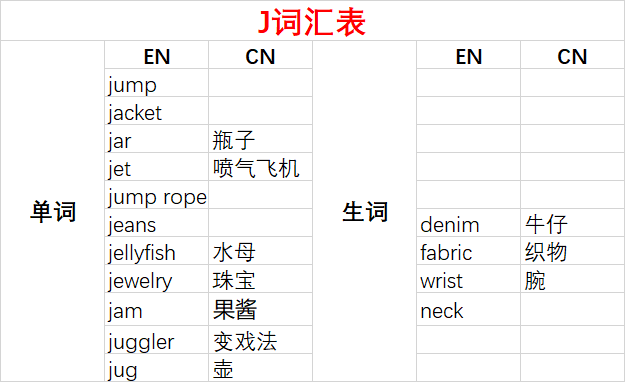 J词汇表
EN CN EN CN
jump
jacket
jar 瓶子
jet 喷气飞机
jump rope
单词 生词
jeans denim 牛仔
jellyfish 水母 fabric 织物
jewelry 珠宝 wrist 腕
jam 果酱 neck
juggler 变戏法
jug 壶